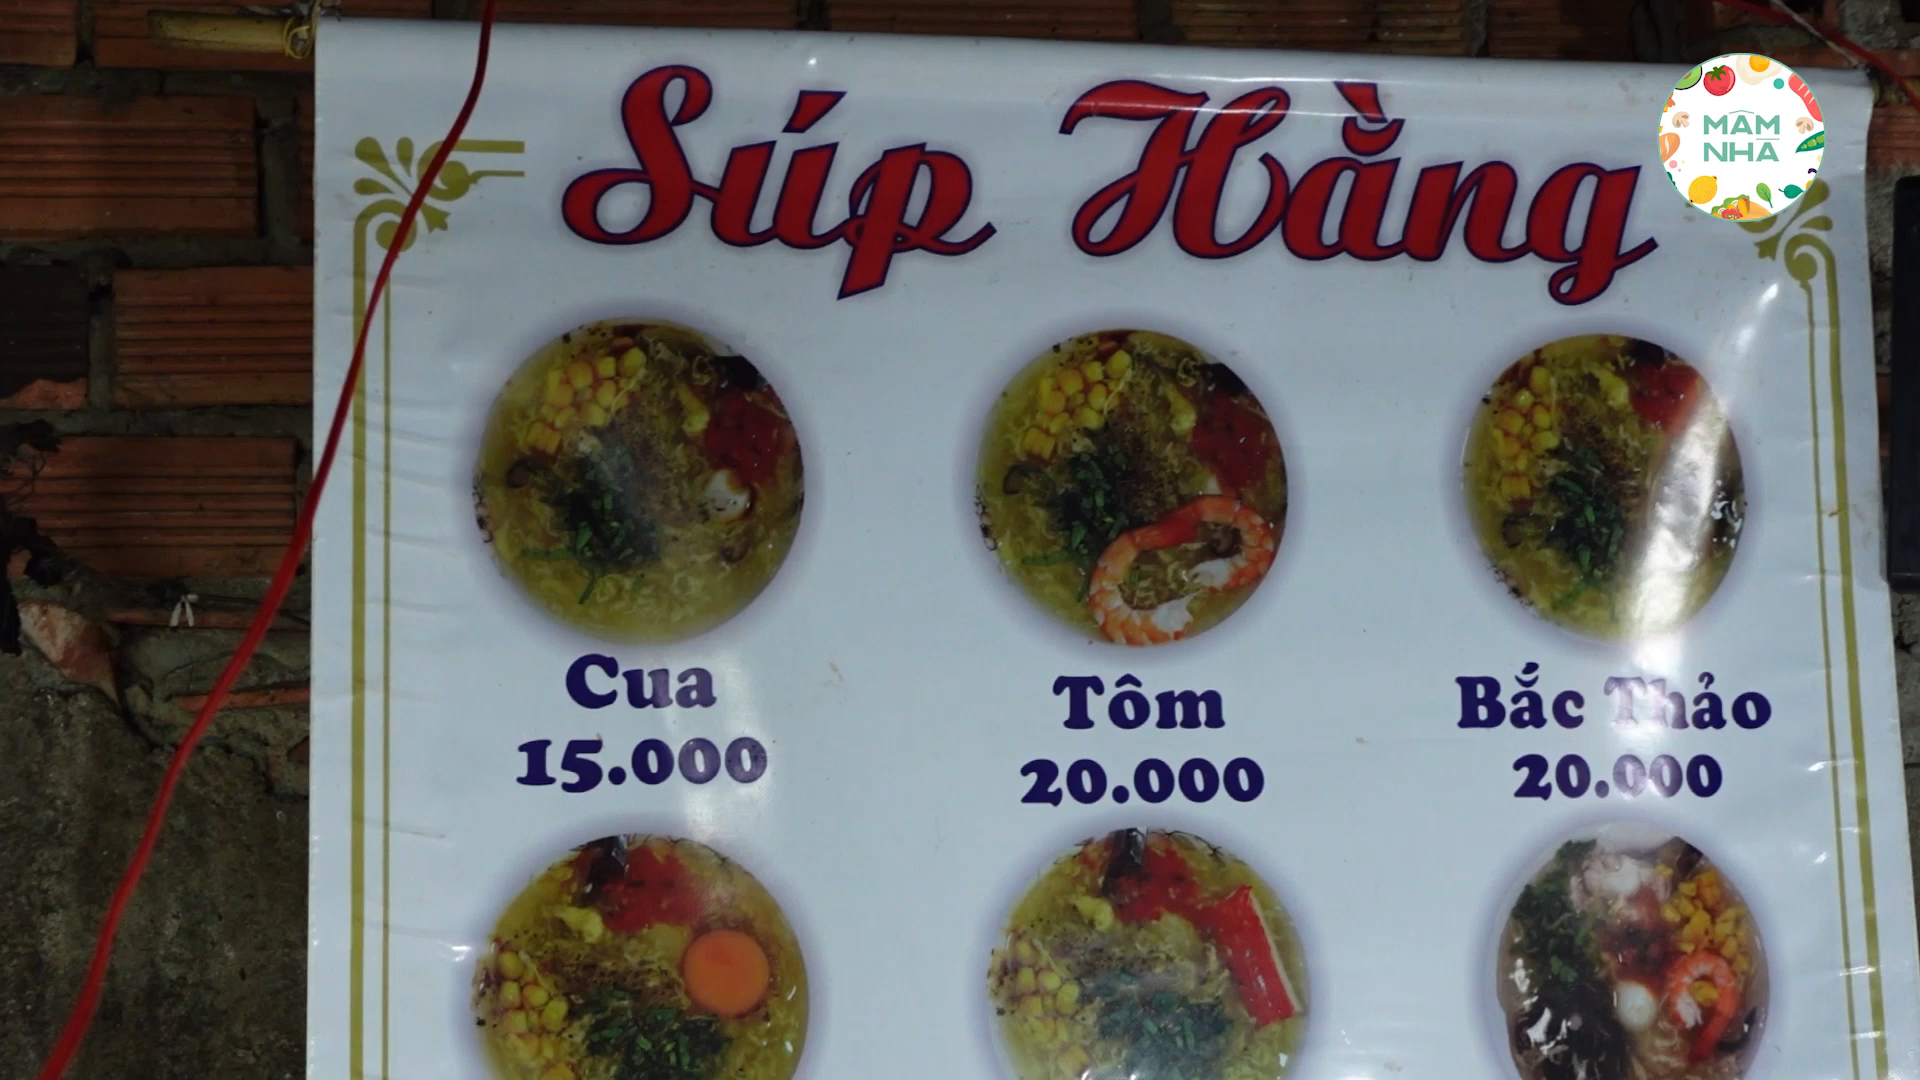 Súp Hằng
MÂM
NHÀ
Cua
Tôm
Bắc Thảo
15.000
20.000
20.000